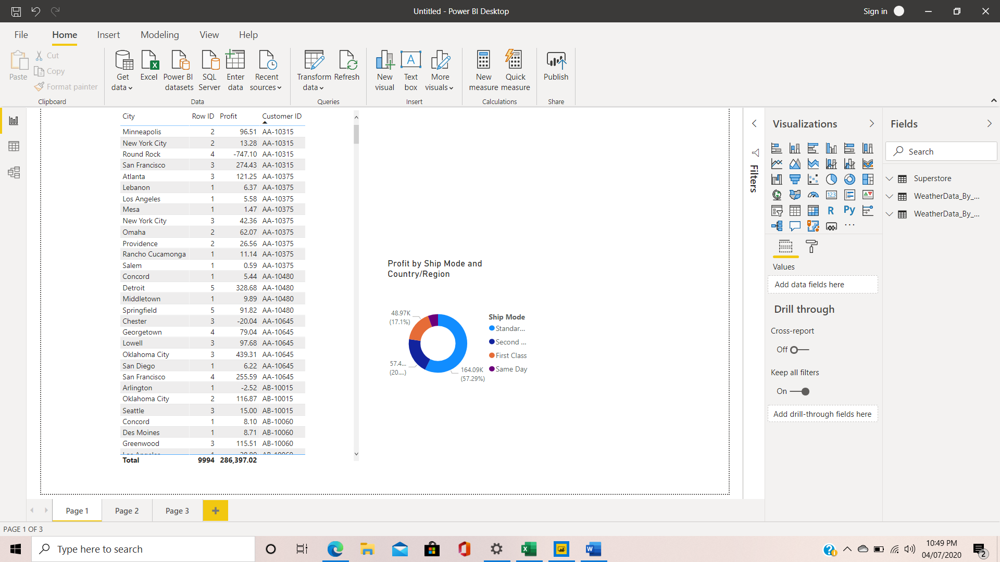 Untitled - Power BI Desktop
Sign in
File Home Insert Modeling View Help
Paste
Cut
Copy
Format painter
Clipboard
Get data
Excel
Power BI datasets
SQL Server
Enter data
Recent sources
Data
Transform data
Refresh
Queries
New visual
A
Text box
More visuals
Insert
New measure
Quick measure
Calculations
Publish
Share
City Row ID Profit Customer ID
Minneapolis 2 96.51 AA-10315
New York City 2 13.28 AA-10315
Round Rock 4 -747.10 AA-10315
San Francisco 3 274.43 AA-10315
Atlanta 3 121.25 AA-10375
Lebanon 1 6.37 AA-10375
Los Angeles 1 5.58 AA-10375
Mesa 1 1.47 AA-10375
New York City 3 42.36 AA-10375
Omaha 2 62.07 AA-10375
Providence 2 26.56 AA-10375
Rancho Cucamonga 1 11.14 AA-10375
Salem 1 0.59 AA-10375
Concord 1 5.44 AA-10480
Detroit 5 328.68 AA-10480
Middletown 1 9.89 AA-10480
Springfield 5 91.82 AA-10480
Chester 3 -20.04 AA-10645
Georgetown 4 79.04 AA-10645
Lowell 3 97.68 AA-10645
Oklahoma City 3 439.31 AA-10645
San Diego 1 6.22 AA-10645
San Francisco 4 255.59 AA-10645
Arlington 1 -2.52 AB-10015
Oklahoma City 2 116.87 AB-10015
Seattle 3 15.00 AB-10015
Concord 1 8.10 AB-10060
Des Moines 1 8.71 AB-10060
Greenwood 3 115.51 AB-10060
Total 9994 286,397.02
Profit by Ship Mode and
Country/Region
48.97K
(17.1%)
57.4...
(20....)
164.09K
(57.29%)
Ship Mode
Standar...
Second ...
First Class
Same Day
Filters
Visualizations
123
R
Py
...
Values
Add data fields here
Drill through
Cross-report
Off
Keep all filters
On
Add drill-through fields here
Fields
Search
Superstore
WeatherData_By_...
WeatherData_By_...
Page 1 Page 2 Page 3 +
PAGE 1 OF 3
Type here to search
10:49 PM
04/07/2020
2